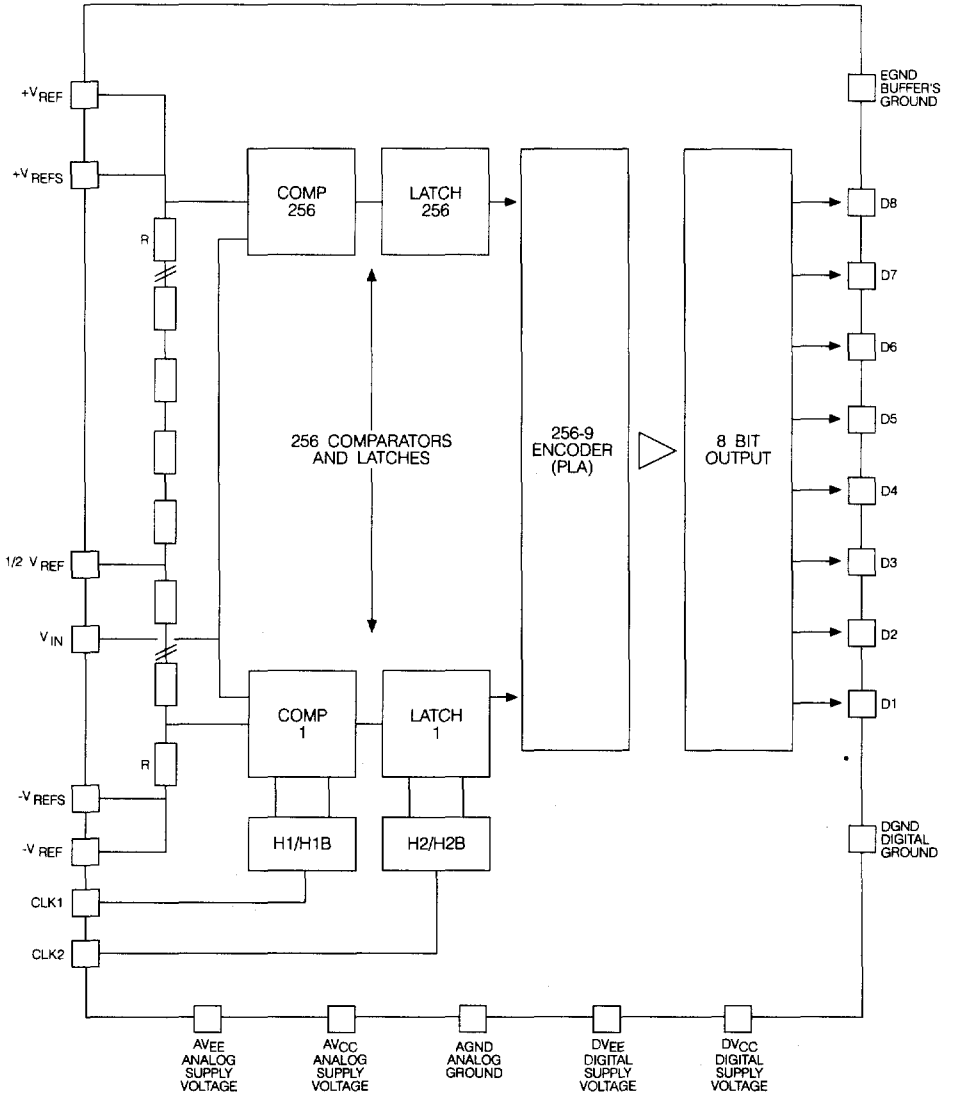 +VREF
+VREFS
R
COMP
256
LATCH
256
256 COMPARATORS
AND LATCHES
256-9
ENCODER
(PLA)
8 BIT
OUTPUT
EGND
BUFFER'S
GROUND
D8
D7
D6
D5
D4
D3
D2
D1
1/2 VREF
VIN
COMP
1
LATCH
1
R
-VREFS
-VREF
H1/H1B
H2/H2B
DGND
DIGITAL
GROUND
CLK1
CLK2
AVEE
ANALOG
SUPPLY
VOLTAGE
AVCC
ANALOG
SUPPLY
VOLTAGE
AGND
ANALOG
GROUND
DVEE
DIGITAL
SUPPLY
VOLTAGE
DVCC
DIGITAL
SUPPLY
VOLTAGE